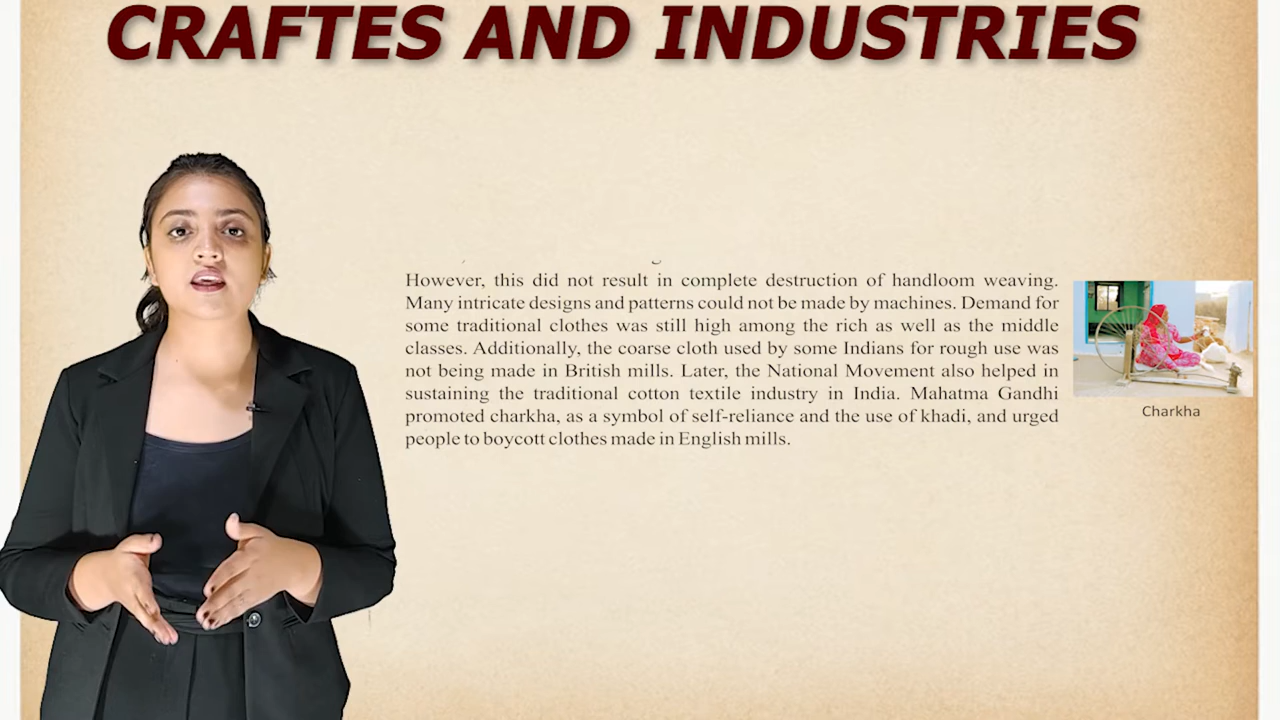 CRAFTES AND INDUSTRIES
However, this did not result in complete destruction of handloom weaving.
Many intricate designs and patterns could not be made by machines. Demand for
some traditional clothes was still high among the rich as well as the middle
classes. Additionally, the coarse cloth used by some Indians for rough use was
not being made in British mills. Later, the National Movement also helped in
sustaining the traditional cotton textile industry in India. Mahatma Gandhi
promoted charkha, as a symbol of self-reliance and the use of khadi, and urged
people to boycott clothes made in English mills.
Charkha